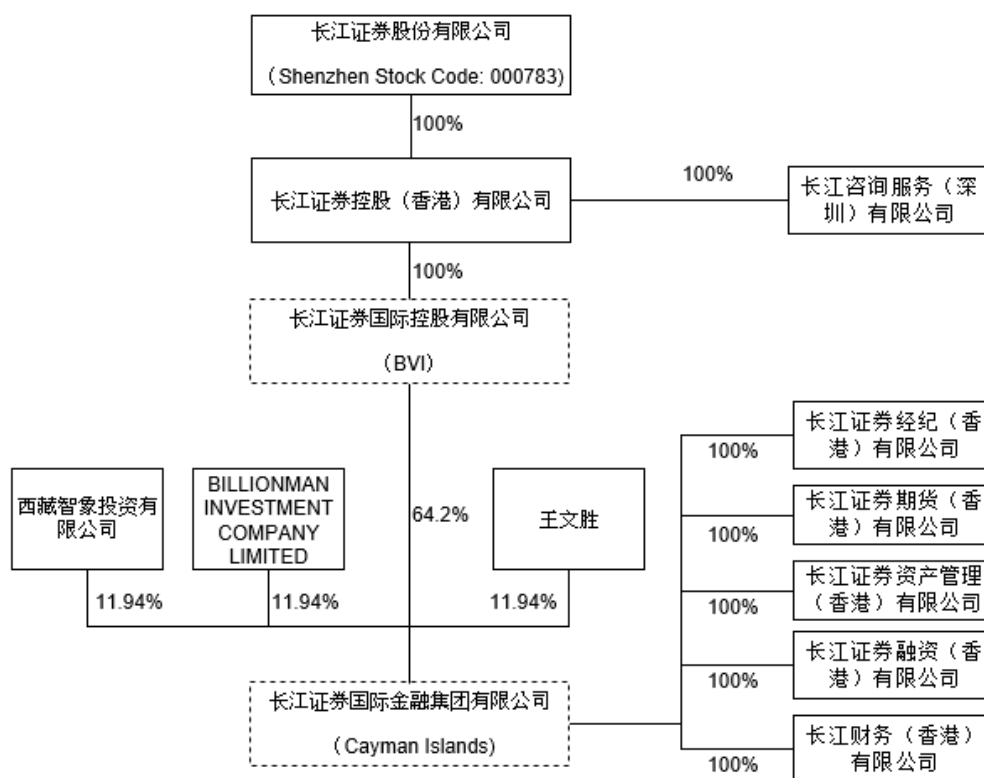 长江证券股份有限公司
（Shenzhen Stock Code: 000783)
100%
长江证券控股（香港）有限公司
100%
长江咨询服务（深
圳）有限公司
100%
长江证券国际控股有限公司
（BVI）
西藏智象投资有
限公司
BILLIONMAN
INVESTMENT
COMPANY
LIMITED
64.2%
王文胜
11.94%
11.94%
11.94%
长江证券国际金融集团有限公司
（Cayman Islands)
100%
长江证券经纪（香
港）有限公司
100%
长江证券期货（香
港）有限公司
100%
长江证券资产管理
（香港）有限公司
100%
长江证券融资（香
港）有限公司
100%
长江财务（香港）
有限公司